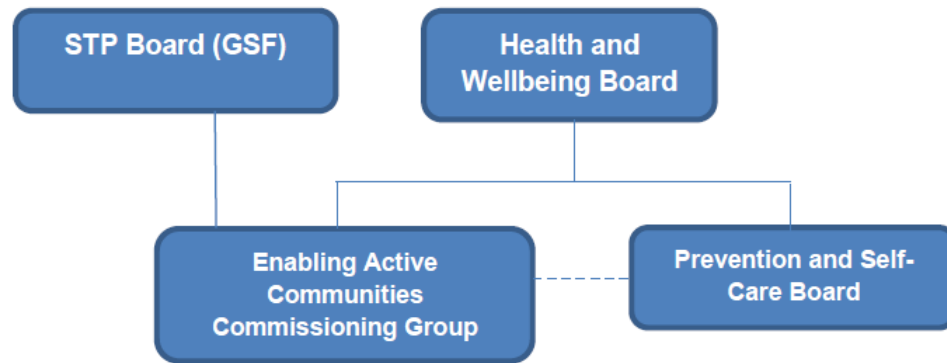 STP Board (GSF)
Health and
Wellbeing Board
Enabling Active
Communities
Commissioning Group
Prevention and Self-
Care Board